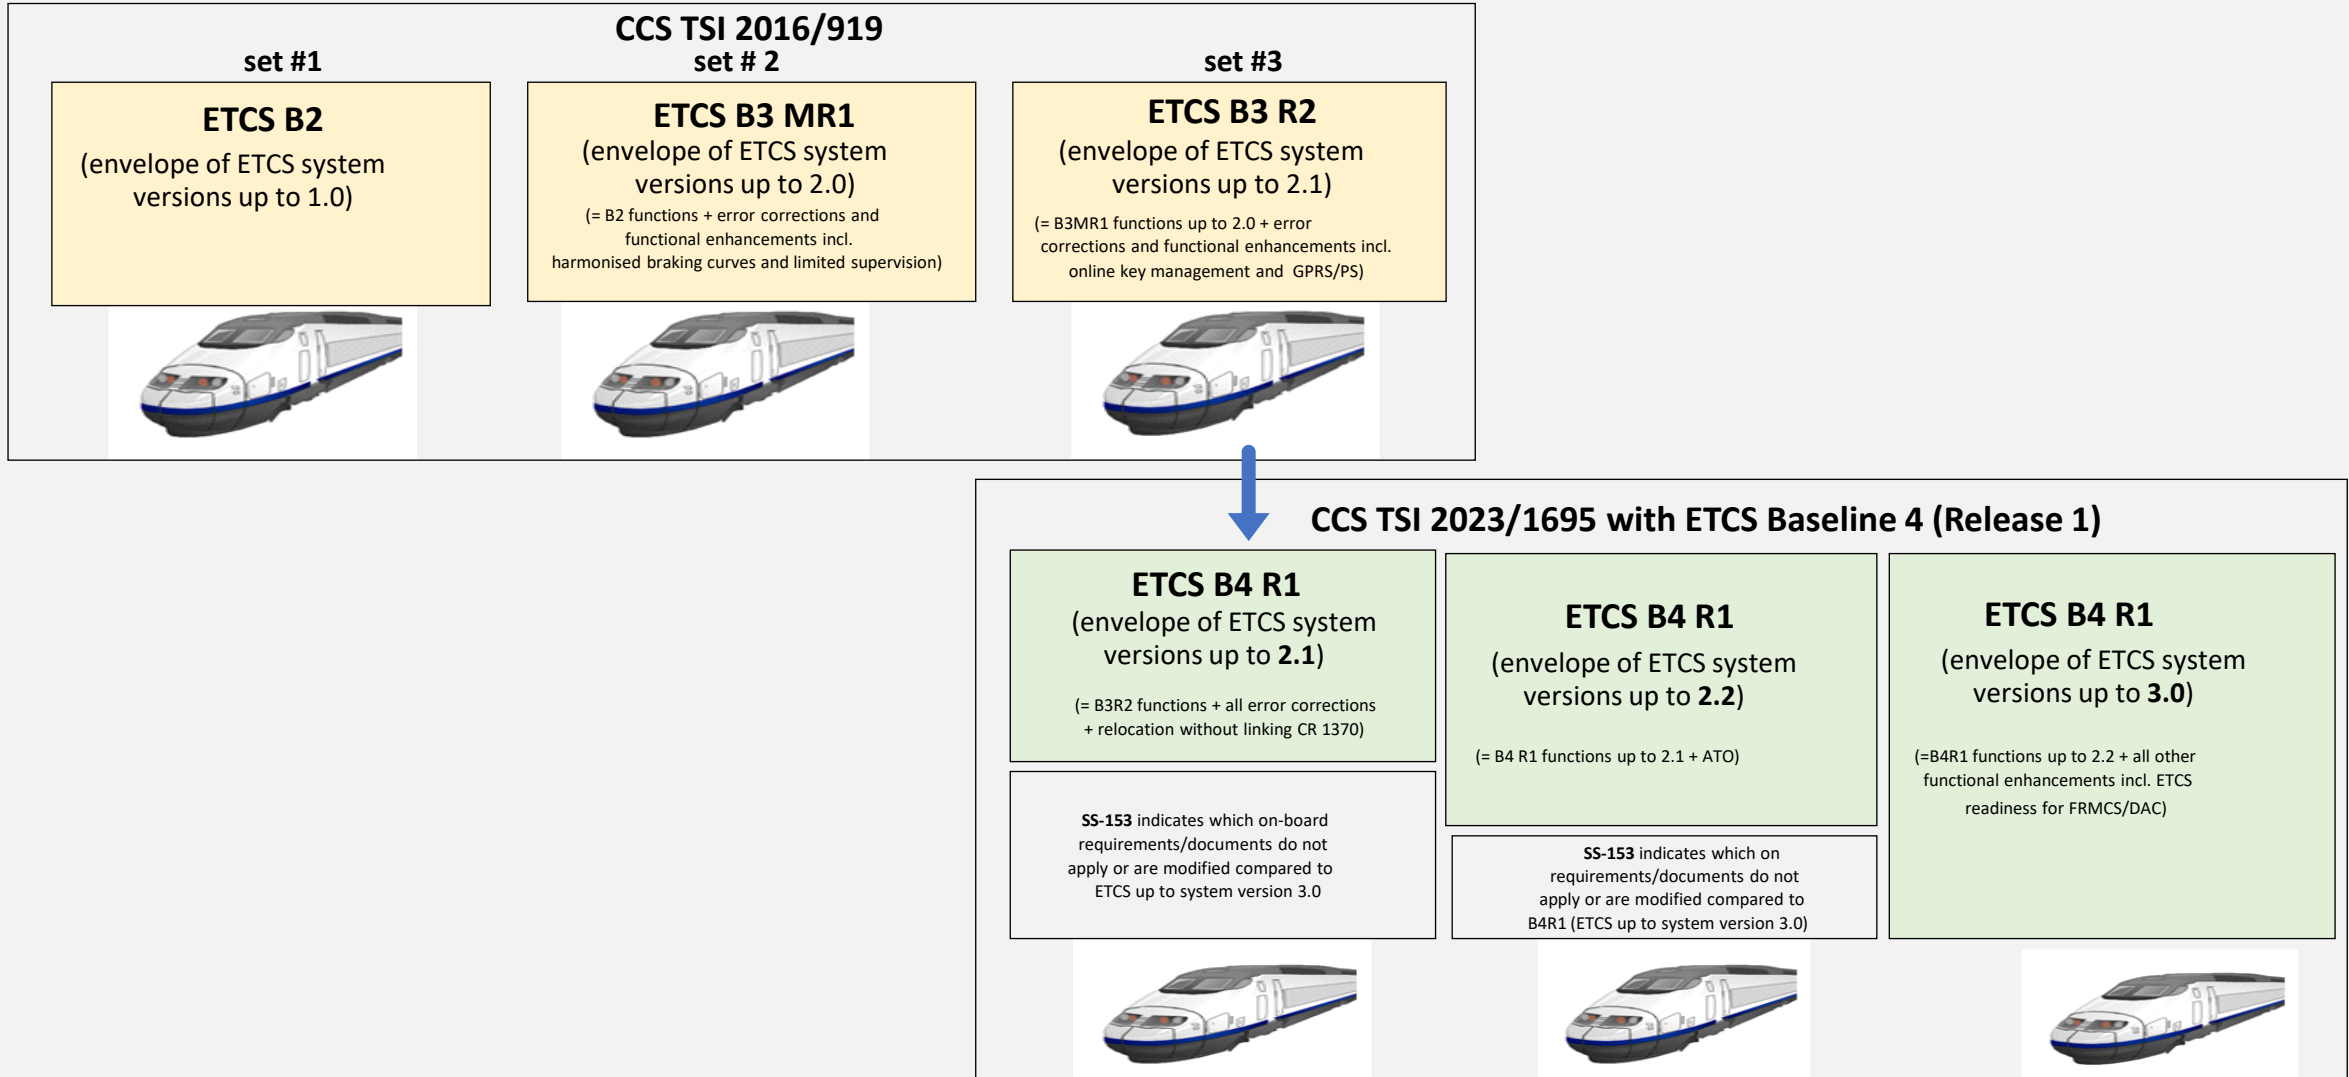 CCS TSI 2016/919
set #1
set # 2
set #3
ETCS B2
(envelope of ETCS system
versions up to 1.0)
ETCS B3 MR1
(envelope of ETCS system
versions up to 2.0)
(= B2 functions + error corrections and
functional enhancements incl.
harmonised braking curves and limited supervision)
ETCS B3 R2
(envelope of ETCS system
versions up to 2.1)
(= B3MR1 functions up to 2.0 + error
corrections and functional enhancements incl.
online key management and GPRS/PS)
CCS TSI 2023/1695 with ETCS Baseline 4 (Release 1)
ETCS B4 R1
(envelope of ETCS system
versions up to 2.1)
(= B3R2 functions + all error corrections
+ relocation without linking CR 1370)
SS-153 indicates which on-board
requirements/documents do not
apply or are modified compared to
ETCS up to system version 3.0
ETCS B4 R1
(envelope of ETCS system
versions up to 2.2)
(= B4 R1 functions up to 2.1 + ATO)
SS-153 indicates which on
requirements/documents do not
apply or are modified compared to
B4R1 (ETCS up to system version 3.0)
ETCS B4 R1
(envelope of ETCS system
versions up to 3.0)
(=B4R1 functions up to 2.2 + all other
functional enhancements incl. ETCS
readiness for FRMCS/DAC)